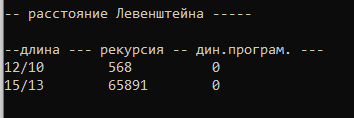 -- расстояние Левенштейна -----
--длина --- рекурсия -- дин.програм. ---
12/10 568 0
15/13 65891 0